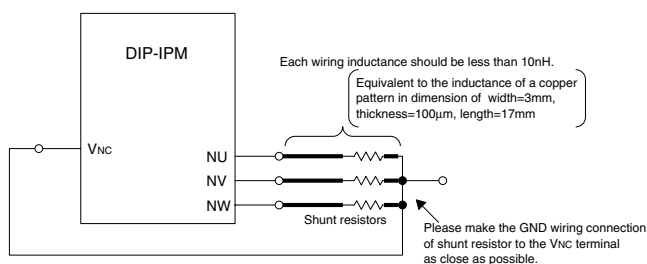 DIP-IPM
Each wiring inductance should be less than 10nH.
Equivalent to the inductance of a copper
pattern in dimension of width=3mm,
thickness=100μm, length=17mm
VNC
NU
NV
NW
Shunt resistors
Please make the GND wiring connection
of shunt resistor to the VNC terminal
as close as possible.